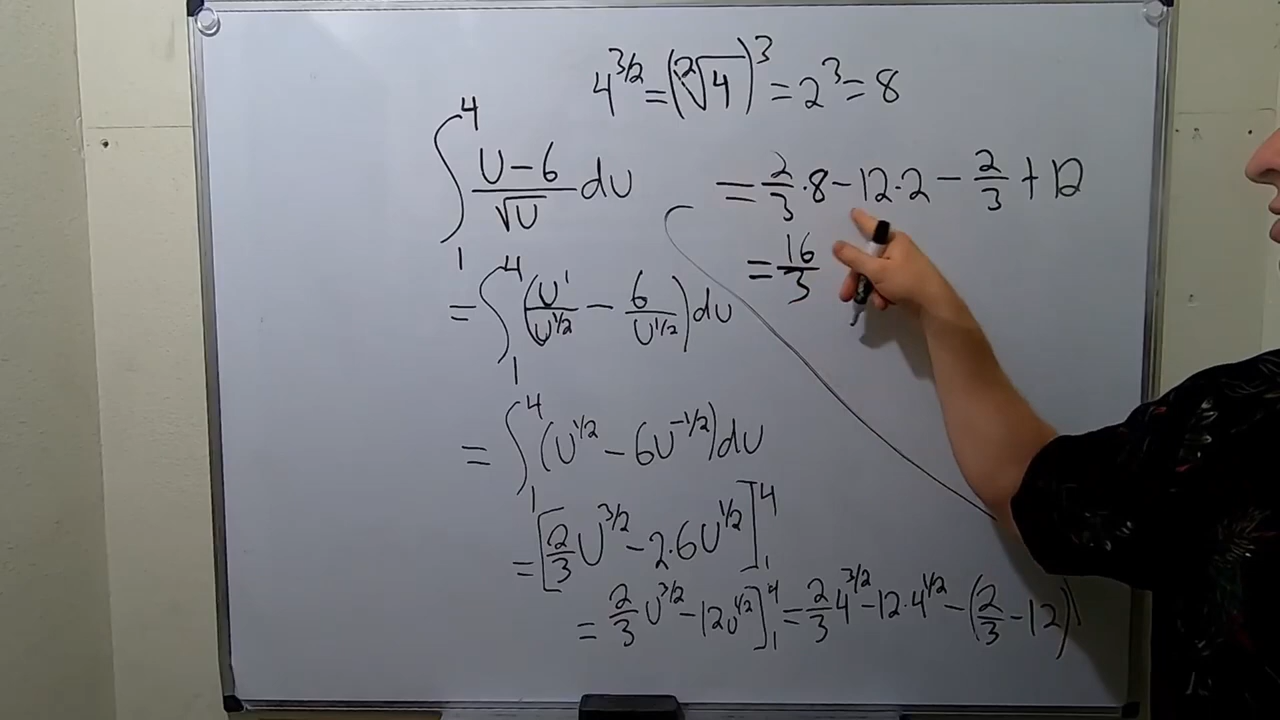 4^{3/2} = (²√4)³ = 2³ = 8
∫₁⁴ (U-6)/√U dU
= 2/3 · 8 - 12 · 2 - 2/3 + 12
= 16/3
= ∫₁⁴ (U¹/U^{1/2} - 6/U^{1/2}) dU
= ∫₁⁴ (U^{1/2} - 6U^{-1/2}) dU
= [2/3 U^{3/2} - 2·6U^{1/2}]₁⁴
= 2/3 U^{3/2} - 12U^{1/2}]₁⁴ = 2/3 4^{3/2} - 12·4^{1/2} - (2/3 - 12)